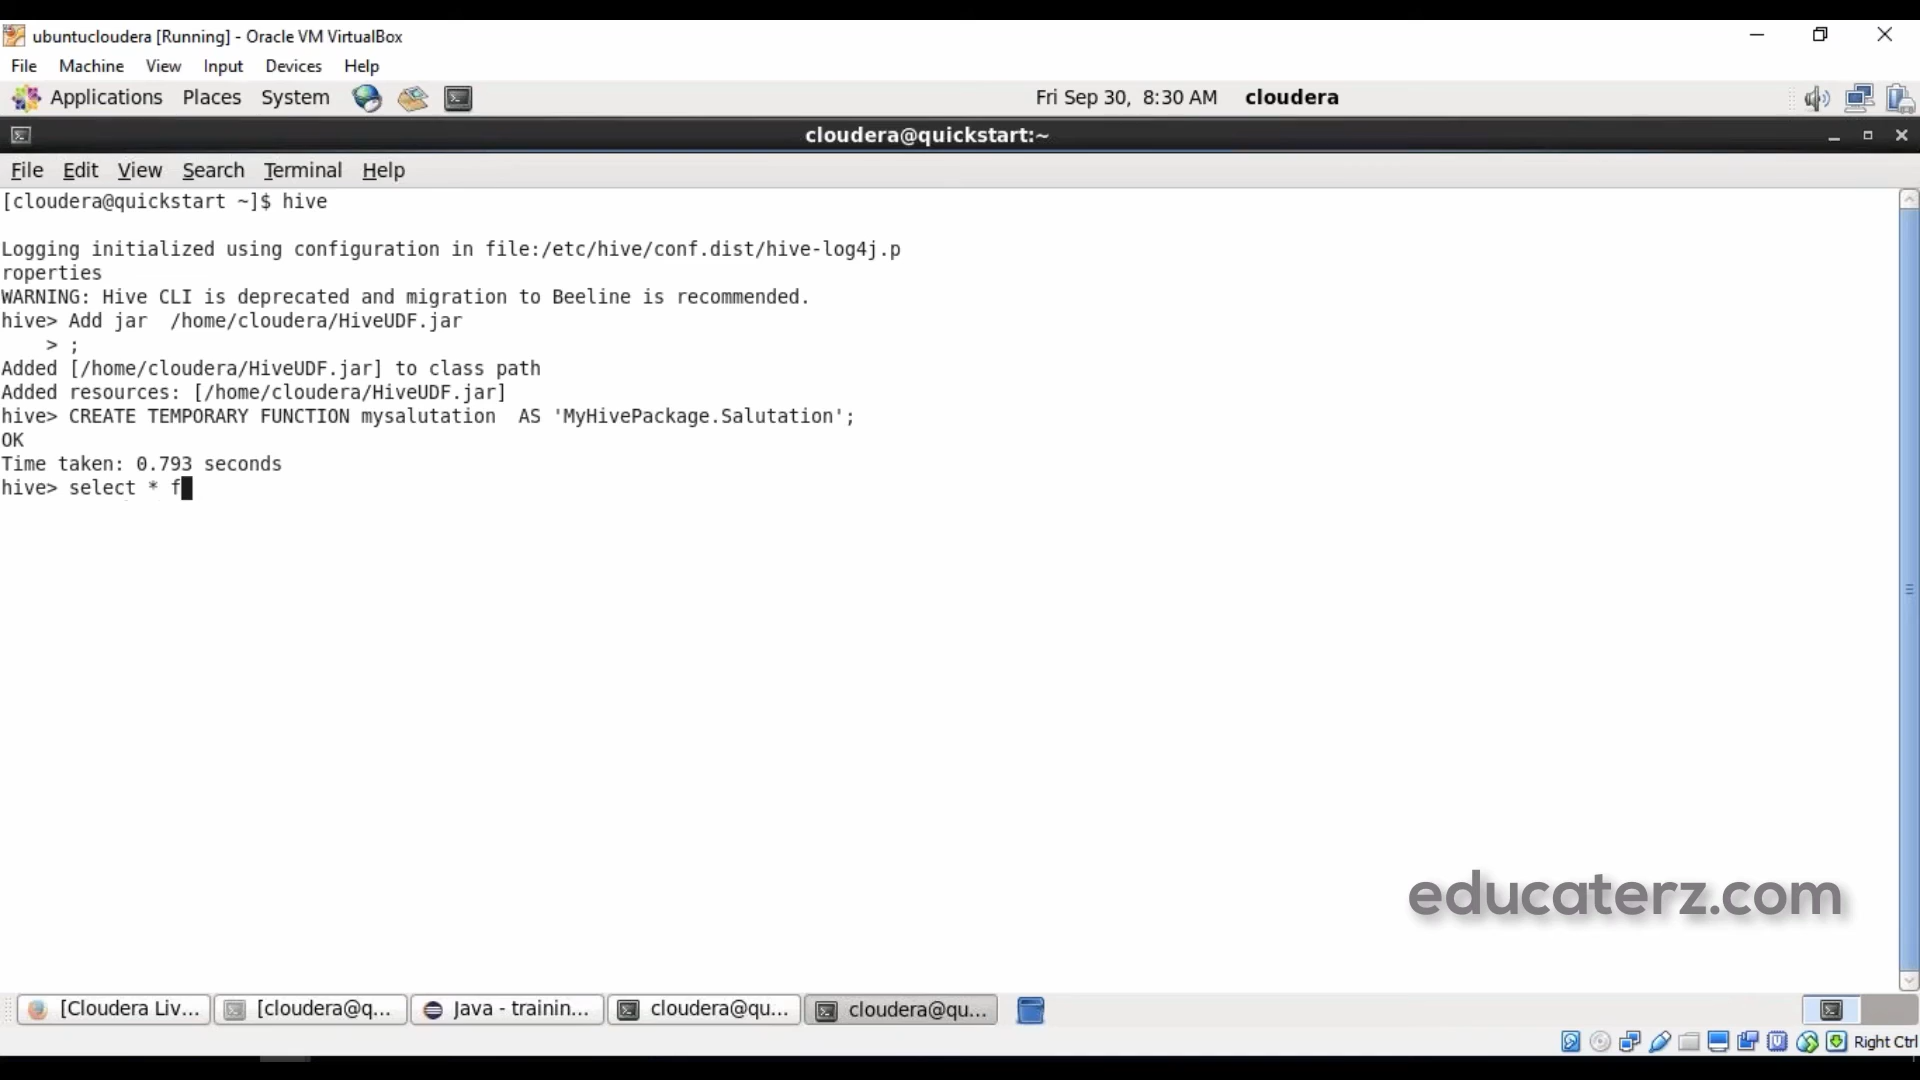 ubuntucloudera [Running] - Oracle VM VirtualBox
File Machine View Input Devices Help
Applications Places System Fri Sep 30, 8:30 AM cloudera
cloudera@quickstart:~
File Edit View Search Terminal Help
[cloudera@quickstart ~]$ hive
Logging initialized using configuration in file:/etc/hive/conf.dist/hive-log4j.p
roperties
WARNING: Hive CLI is deprecated and migration to Beeline is recommended.
hive> Add jar  /home/cloudera/HiveUDF.jar
    > ;
Added [/home/cloudera/HiveUDF.jar] to class path
Added resources: [/home/cloudera/HiveUDF.jar]
hive> CREATE TEMPORARY FUNCTION mysalutation  AS 'MyHivePackage.Salutation';
OK
Time taken: 0.793 seconds
hive> select * f
educaterz.com
[Cloudera Liv... [cloudera@q... Java - trainin... cloudera@qu... cloudera@qu...
Right Ctrl